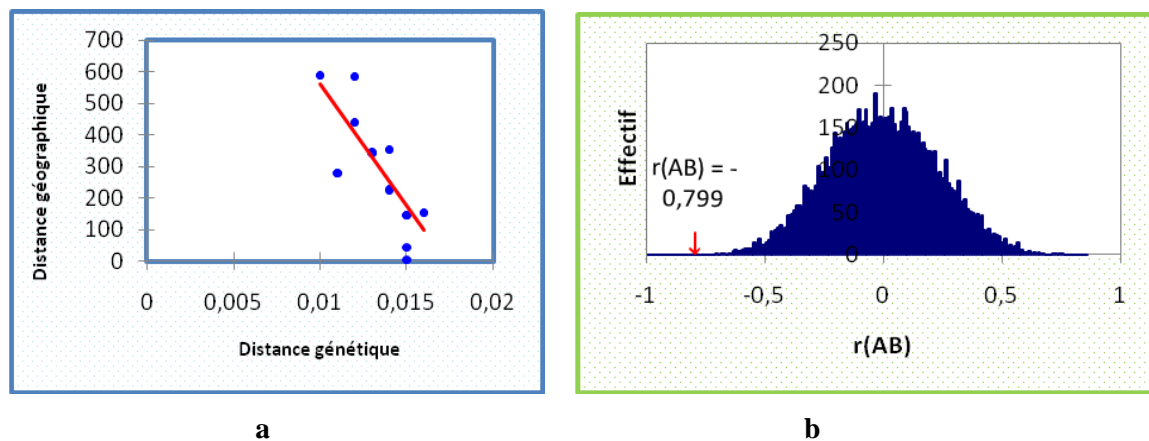 700
600
500
400
300
200
100
0
Distance géographique
0 0,005 0,01 0,015 0,02
Distance génétique
a
250
200
150
100
50
0
Effectif
r(AB) = -
0,799
-1 -0,5 0 0,5 1
r(AB)
b